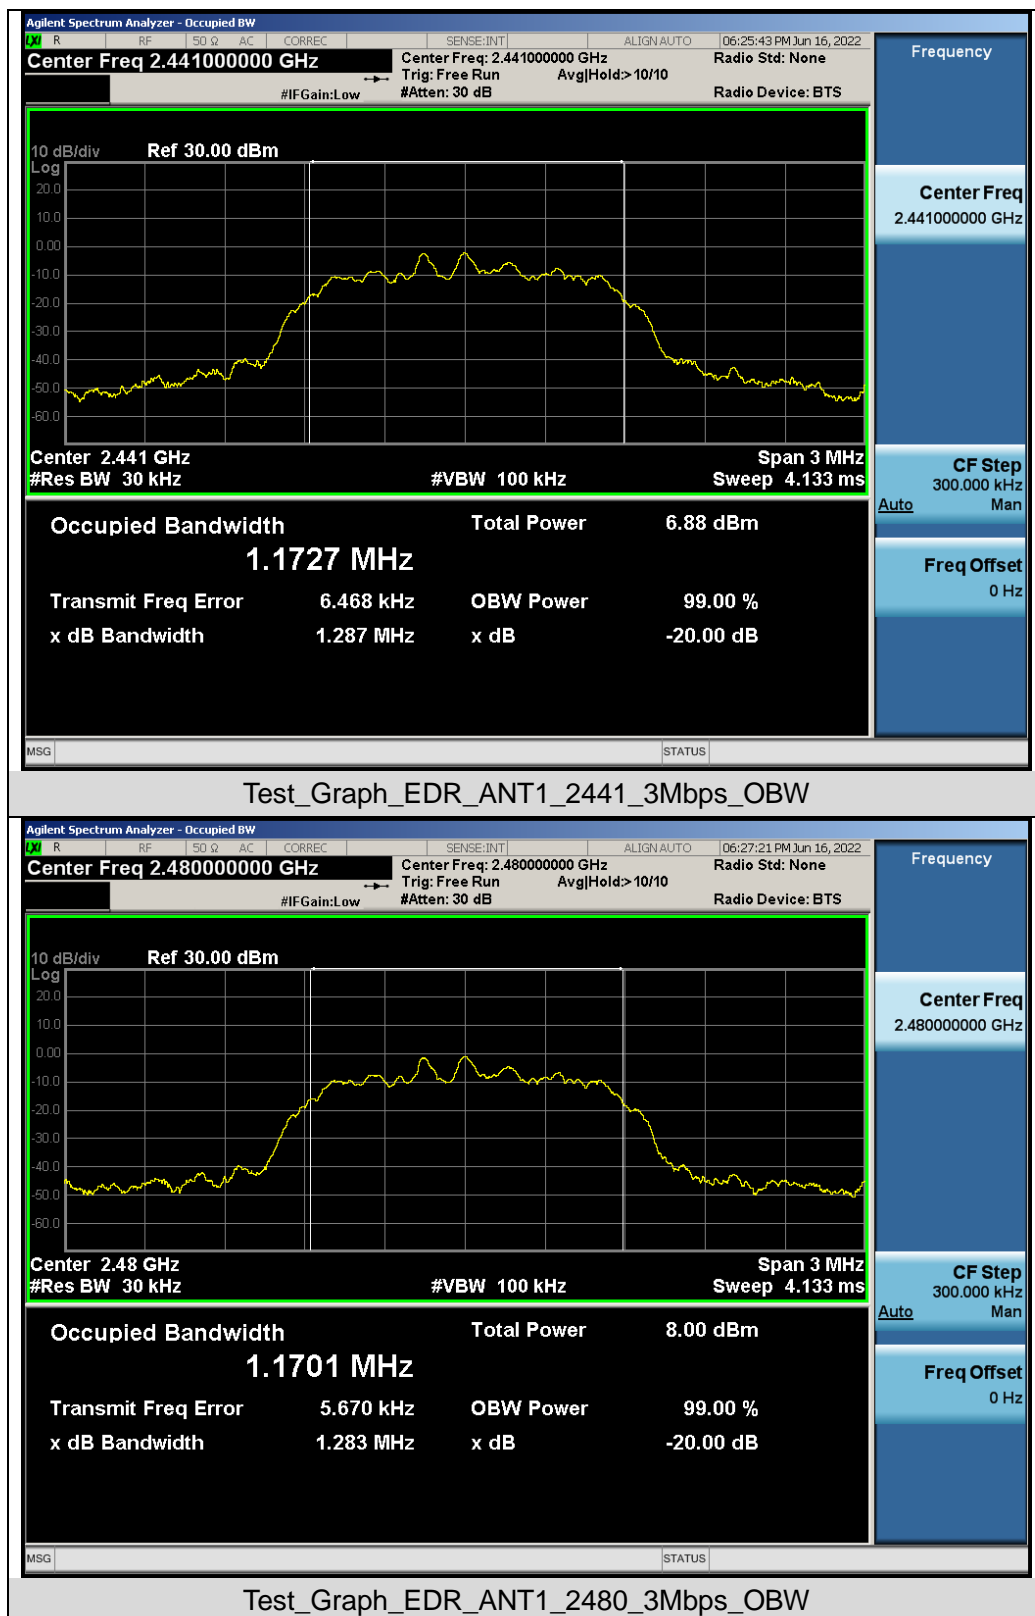 Agilent Spectrum Analyzer - Occupied BW
LXI R RF 50 Ω AC CORREC SENSE:INT ALIGN AUTO 06:25:43 PM Jun 16, 2022
Center Freq 2.441000000 GHz
Center Freq: 2.441000000 GHz
Radio Std: None
Trig: Free Run Avg|Hold:>10/10
#IFGain:Low
#Atten: 30 dB
Radio Device: BTS
Frequency
10 dB/div Ref 30.00 dBm
Log
20.0
10.0
0.00
-10.0
-20.0
-30.0
-40.0
-50.0
-60.0
Center 2.441 GHz Span 3 MHz
#Res BW 30 kHz #VBW 100 kHz Sweep 4.133 ms
Center Freq
2.441000000 GHz
CF Step
300.000 kHz
Auto Man
Freq Offset
0 Hz
Occupied Bandwidth Total Power 6.88 dBm
1.1727 MHz
Transmit Freq Error 6.468 kHz OBW Power 99.00 %
x dB Bandwidth 1.287 MHz x dB -20.00 dB
MSG STATUS
Test_Graph_EDR_ANT1_2441_3Mbps_OBW
Agilent Spectrum Analyzer - Occupied BW
LXI R RF 50 Ω AC CORREC SENSE:INT ALIGN AUTO 06:27:21 PM Jun 16, 2022
Center Freq 2.480000000 GHz
Center Freq: 2.480000000 GHz
Radio Std: None
Trig: Free Run Avg|Hold:>10/10
#IFGain:Low
#Atten: 30 dB
Radio Device: BTS
Frequency
10 dB/div Ref 30.00 dBm
Log
20.0
10.0
0.00
-10.0
-20.0
-30.0
-40.0
-50.0
-60.0
Center 2.48 GHz Span 3 MHz
#Res BW 30 kHz #VBW 100 kHz Sweep 4.133 ms
Center Freq
2.480000000 GHz
CF Step
300.000 kHz
Auto Man
Freq Offset
0 Hz
Occupied Bandwidth Total Power 8.00 dBm
1.1701 MHz
Transmit Freq Error 5.670 kHz OBW Power 99.00 %
x dB Bandwidth 1.283 MHz x dB -20.00 dB
MSG STATUS
Test_Graph_EDR_ANT1_2480_3Mbps_OBW